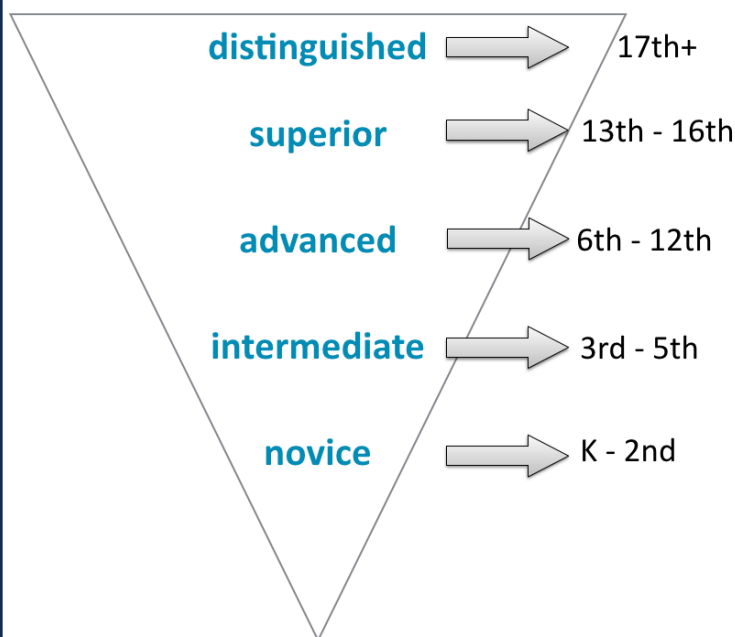 distinguished 17th+
superior 13th - 16th
advanced 6th - 12th
intermediate 3rd - 5th
novice K - 2nd